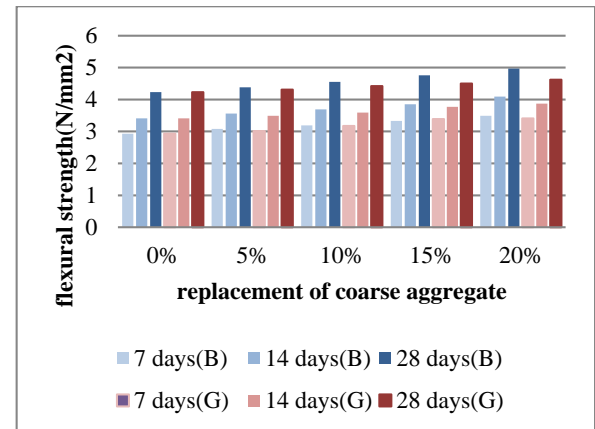 flexural strength(N/mm2)
6
5
4
3
2
1
0
0% 5% 10% 15% 20%
replacement of coarse aggregate
7 days(B) 14 days(B) 28 days(B)
7 days(G) 14 days(G) 28 days(G)